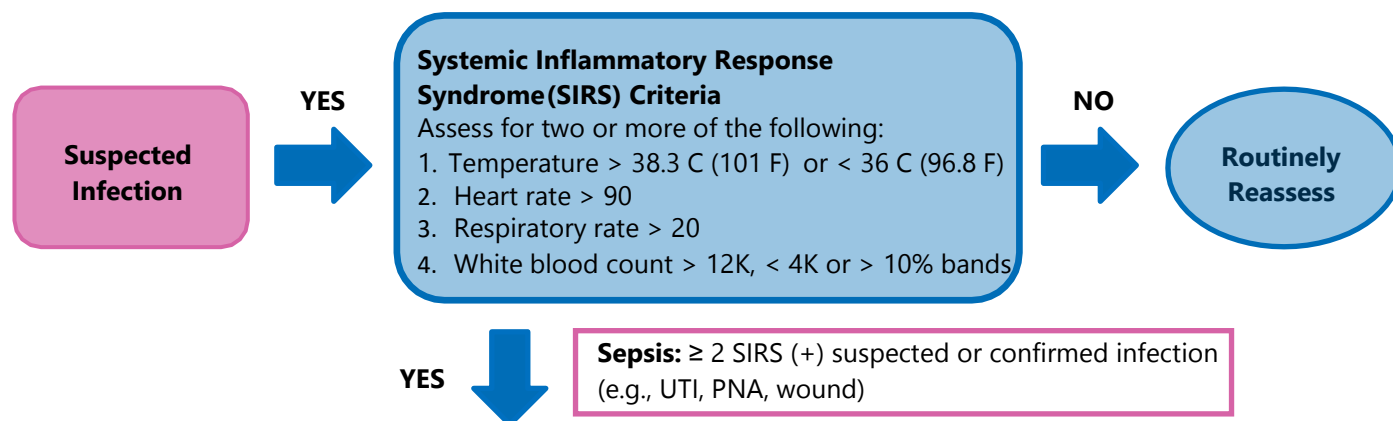 Suspected
Infection
YES
Systemic Inflammatory Response
Syndrome (SIRS) Criteria
Assess for two or more of the following:
1. Temperature > 38.3 C (101 F) or < 36 C (96.8 F)
2. Heart rate > 90
3. Respiratory rate > 20
4. White blood count > 12K, < 4K or > 10% bands
NO
Routinely
Reassess
YES
Sepsis: ≥ 2 SIRS (+) suspected or confirmed infection
(e.g., UTI, PNA, wound)